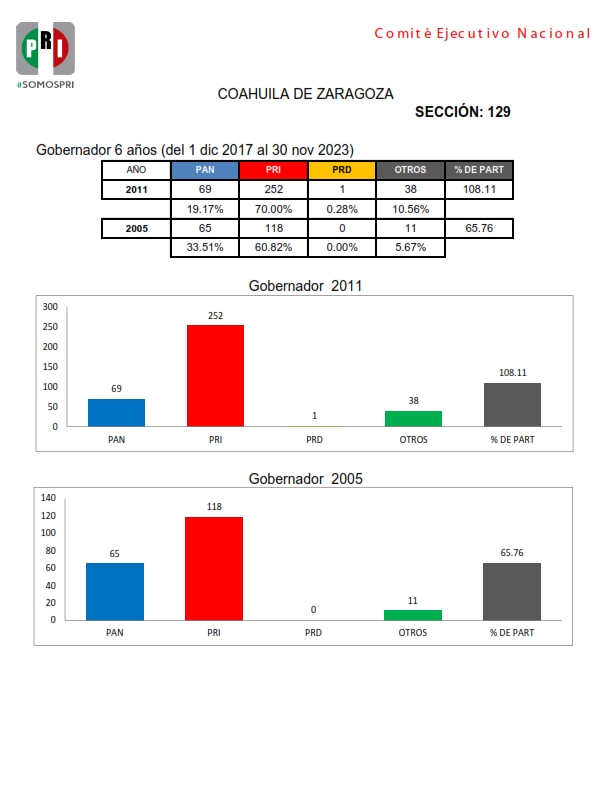 Comité Ejecutivo Nacional
PRI
#SOMOSPRI
COAHUILA DE ZARAGOZA
SECCIÓN: 129
Gobernador 6 años (del 1 dic 2017 al 30 nov 2023)
AÑO PAN PRI PRD OTROS % DE PART
2011 69 252 1 38 108.11
19.17% 70.00% 0.28% 10.56%
2005 65 118 0 11 65.76
33.51% 60.82% 0.00% 5.67%
Gobernador 2011
300
250
200
150
100
50
0
69
252
1
38
108.11
PAN PRI PRD OTROS % DE PART
Gobernador 2005
140
120
100
80
60
40
20
0
65
118
0
11
65.76
PAN PRI PRD OTROS % DE PART